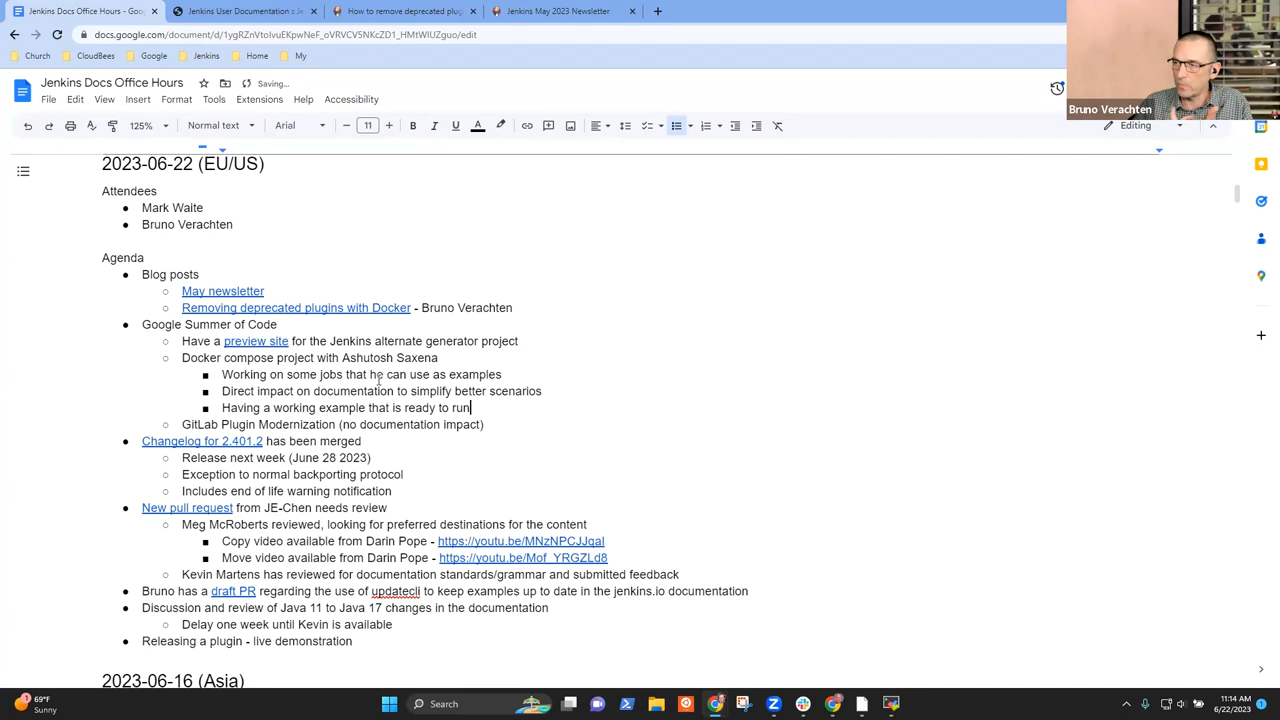 Jenkins Docs Office Hours - G
Jenkins User Documentation
How to remove deprecated plug
Jenkins May 2023 Newsletter
docs.google.com/document/d/1ygRZnVtoIvuEKpwNeF_oVRVCV5NKcZD1_HMtWIUZguo/edit
Church
CloudBees
Google
Jenkins
Home
My
Jenkins Docs Office Hours
Saving...
File Edit View Insert Format Tools Extensions Help Accessibility
125%
Normal text
Arial
11
Editing
Bruno Verachten
2023-06-22 (EU/US)
Attendees
● Mark Waite
● Bruno Verachten
Agenda
● Blog posts
○ May newsletter
○ Removing deprecated plugins with Docker - Bruno Verachten
● Google Summer of Code
○ Have a preview site for the Jenkins alternate generator project
○ Docker compose project with Ashutosh Saxena
■ Working on some jobs that he can use as examples
■ Direct impact on documentation to simplify better scenarios
■ Having a working example that is ready to run
○ GitLab Plugin Modernization (no documentation impact)
● Changelog for 2.401.2 has been merged
○ Release next week (June 28 2023)
○ Exception to normal backporting protocol
○ Includes end of life warning notification
● New pull request from JE-Chen needs review
○ Meg McRoberts reviewed, looking for preferred destinations for the content
■ Copy video available from Darin Pope - https://youtu.be/MNzNPCJJqaI
■ Move video available from Darin Pope - https://youtu.be/Mof_YRGZLd8
○ Kevin Martens has reviewed for documentation standards/grammar and submitted feedback
● Bruno has a draft PR regarding the use of updatecli to keep examples up to date in the jenkins.io documentation
● Discussion and review of Java 11 to Java 17 changes in the documentation
○ Delay one week until Kevin is available
● Releasing a plugin - live demonstration
2023-06-16 (Asia)
69°F
Sunny
Search
11:14 AM
6/22/2023